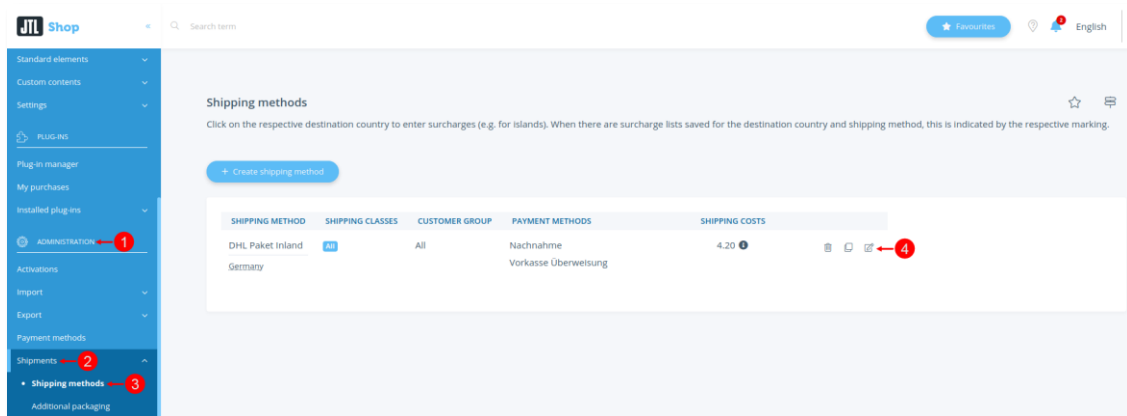 JTL Shop
«
Search term
Favourites
English
Standard elements
Custom contents
Settings
PLUG-INS
Plug-in manager
My purchases
Installed plug-ins
ADMINISTRATION 1
Activations
Import
Export
Payment methods
Shipments 2
• Shipping methods 3
Additional packaging
Shipping methods
Click on the respective destination country to enter surcharges (e.g. for islands). When there are surcharge lists saved for the destination country and shipping method, this is indicated by the respective marking.
+ Create shipping method
SHIPPING METHOD SHIPPING CLASSES CUSTOMER GROUP PAYMENT METHODS SHIPPING COSTS
DHL Paket Inland All All Nachnahme 4.20 4
Germany Vorkasse Überweisung